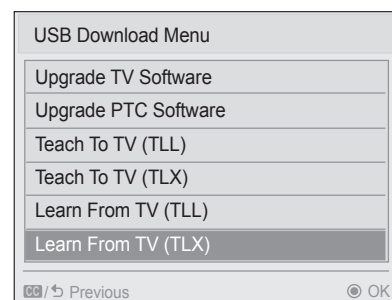 USB Download Menu
Upgrade TV Software
Upgrade PTC Software
Teach To TV (TLL)
Teach To TV (TLX)
Learn From TV (TLL)
Learn From TV (TLX)
CC/ Previous OK